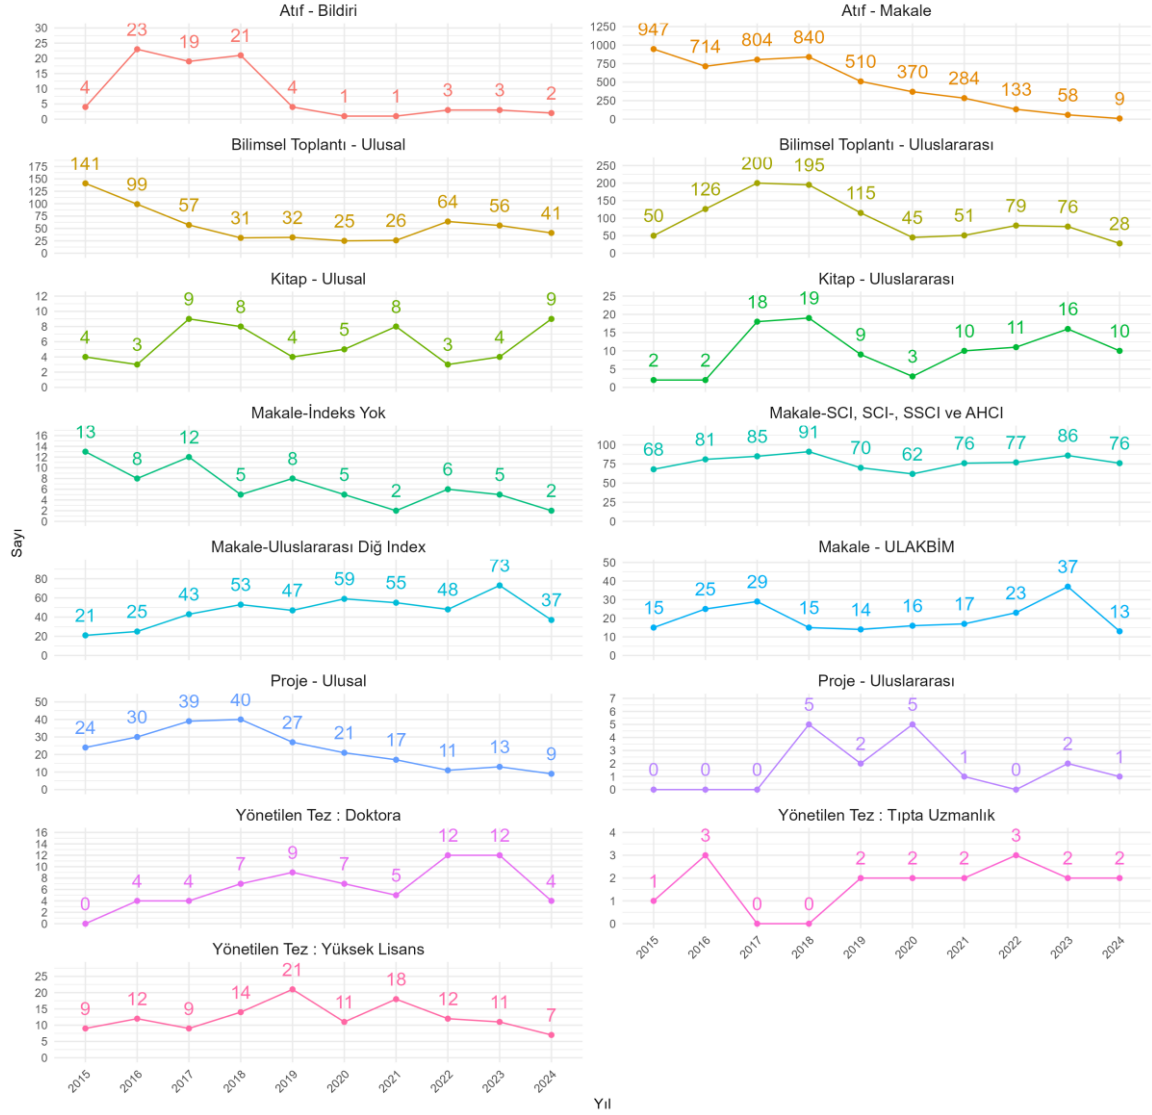 Atıf - Bildiri
30
25
20
15
10
5
0
4 23 19 21 4 1 1 3 3 2
Atıf - Makale
1250
1000
750
500
250
0
947 714 804 840 510 370 284 133 58 9
Bilimsel Toplantı - Ulusal
175
150
125
100
75
50
25
0
141 99 57 31 32 25 26 64 56 41
Bilimsel Toplantı - Uluslararası
250
200
150
100
50
0
50 126 200 195 115 45 51 79 76 28
Kitap - Ulusal
12
10
8
6
4
2
0
4 3 9 8 4 5 8 3 4 9
Kitap - Uluslararası
25
20
15
10
5
0
2 2 18 19 9 3 10 11 16 10
Makale-İndeks Yok
16
14
12
10
8
6
4
2
0
13 8 12 5 8 5 2 6 5 2
Makale-SCI, SCI-, SSCI ve AHCI
100
75
50
25
0
68 81 85 91 70 62 76 77 86 76
Sayı
Makale-Uluslararası Diğ Index
80
60
40
20
0
21 25 43 53 47 59 55 48 73 37
Makale - ULAKBİM
50
40
30
20
10
0
15 25 29 15 14 16 17 23 37 13
Proje - Ulusal
50
40
30
20
10
0
24 30 39 40 27 21 17 11 13 9
Proje - Uluslararası
7
6
5
4
3
2
1
0
0 0 0 5 2 5 1 0 2 1
Yönetilen Tez : Doktora
16
14
12
10
8
6
4
2
0
0 4 4 7 9 7 5 12 12 4
Yönetilen Tez : Tıpta Uzmanlık
4
3
2
1
0
1 3 0 0 2 2 2 3 2 2
2015 2016 2017 2018 2019 2020 2021 2022 2023 2024
Yönetilen Tez : Yüksek Lisans
25
20
15
10
5
0
9 12 9 14 21 11 18 12 11 7
2015 2016 2017 2018 2019 2020 2021 2022 2023 2024
Yıl